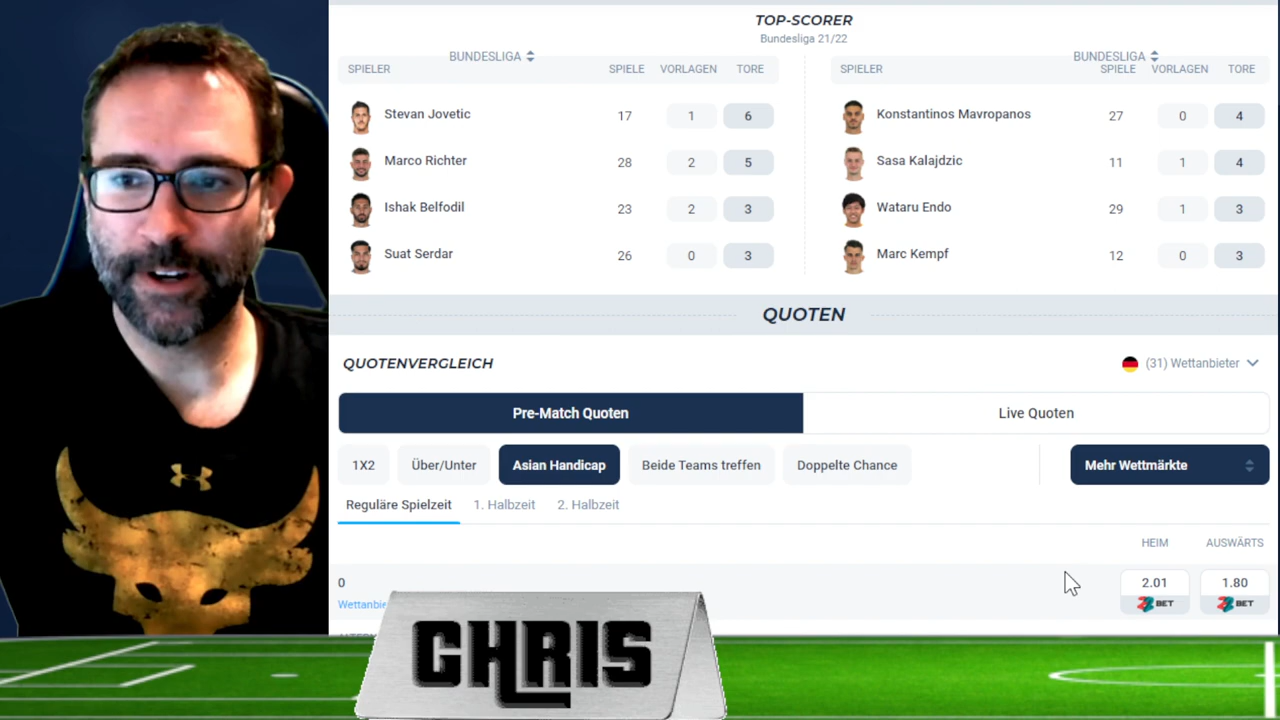 TOP-SCORER
Bundesliga 21/22
BUNDESLIGA
SPIELER SPIELE VORLAGEN TORE
Stevan Jovetic 17 1 6
Marco Richter 28 2 5
Ishak Belfodil 23 2 3
Suat Serdar 26 0 3
BUNDESLIGA
SPIELER SPIELE VORLAGEN TORE
Konstantinos Mavropanos 27 0 4
Sasa Kalajdzic 11 1 4
Wataru Endo 29 1 3
Marc Kempf 12 0 3
QUOTEN
QUOTENVERGLEICH
(31) Wettanbieter
Pre-Match Quoten Live Quoten
1X2 Über/Unter Asian Handicap Beide Teams treffen Doppelte Chance Mehr Wettmärkte
Reguläre Spielzeit 1. Halbzeit 2. Halbzeit
HEIM AUSWÄRTS
0 2.01 1.80
Wettanbie 22BET 22BET
CHRIS